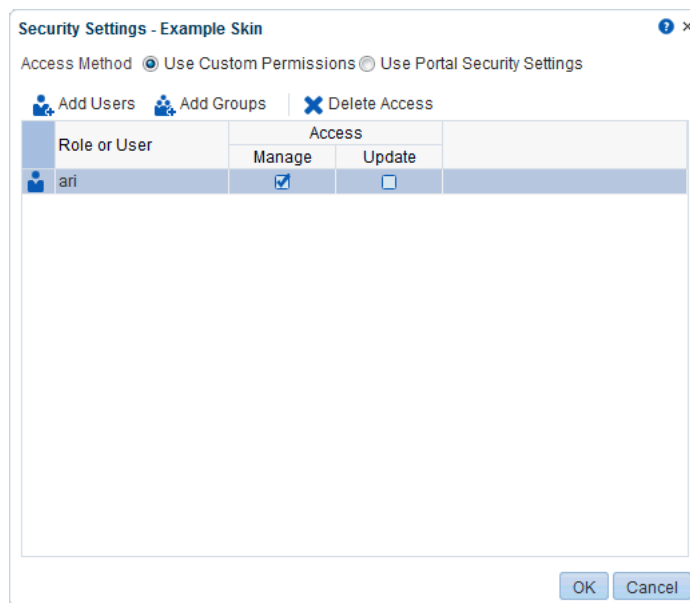 Security Settings - Example Skin
Access Method Use Custom Permissions Use Portal Security Settings
Add Users Add Groups Delete Access
Role or User Access
Manage Update
ari
OK Cancel